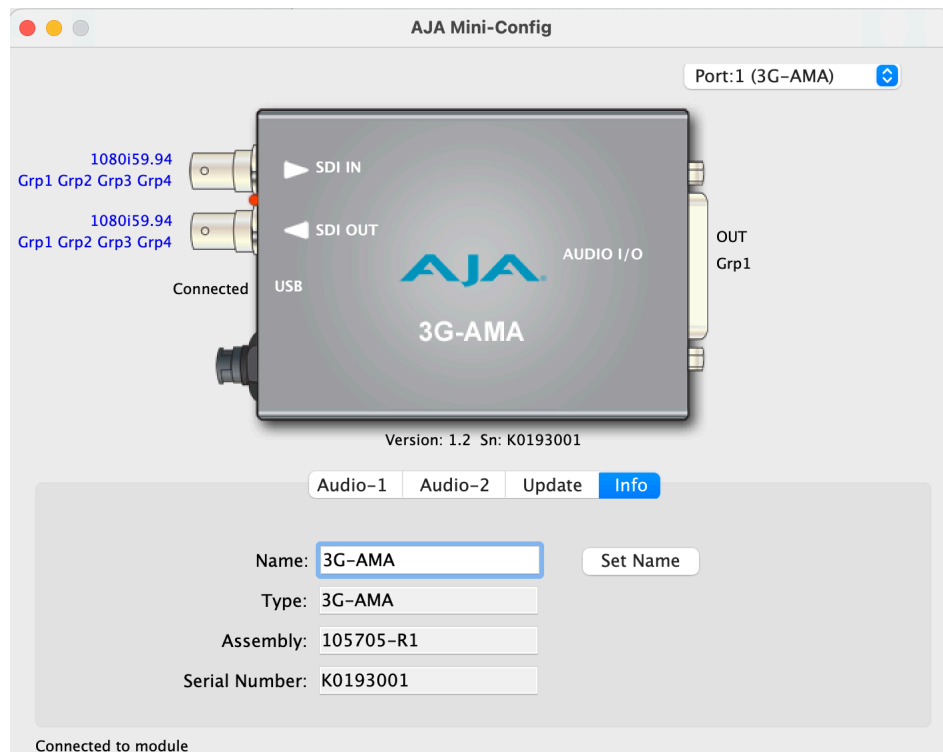 AJA Mini-Config
Port:1 (3G-AMA)
1080i59.94
Grp1 Grp2 Grp3 Grp4
SDI IN
1080i59.94
Grp1 Grp2 Grp3 Grp4
SDI OUT
AUDIO I/O
OUT
Grp1
Connected
USB
AJA
3G-AMA
Version: 1.2 Sn: K0193001
Audio-1 Audio-2 Update Info
Name: 3G-AMA Set Name
Type: 3G-AMA
Assembly: 105705-R1
Serial Number: K0193001
Connected to module